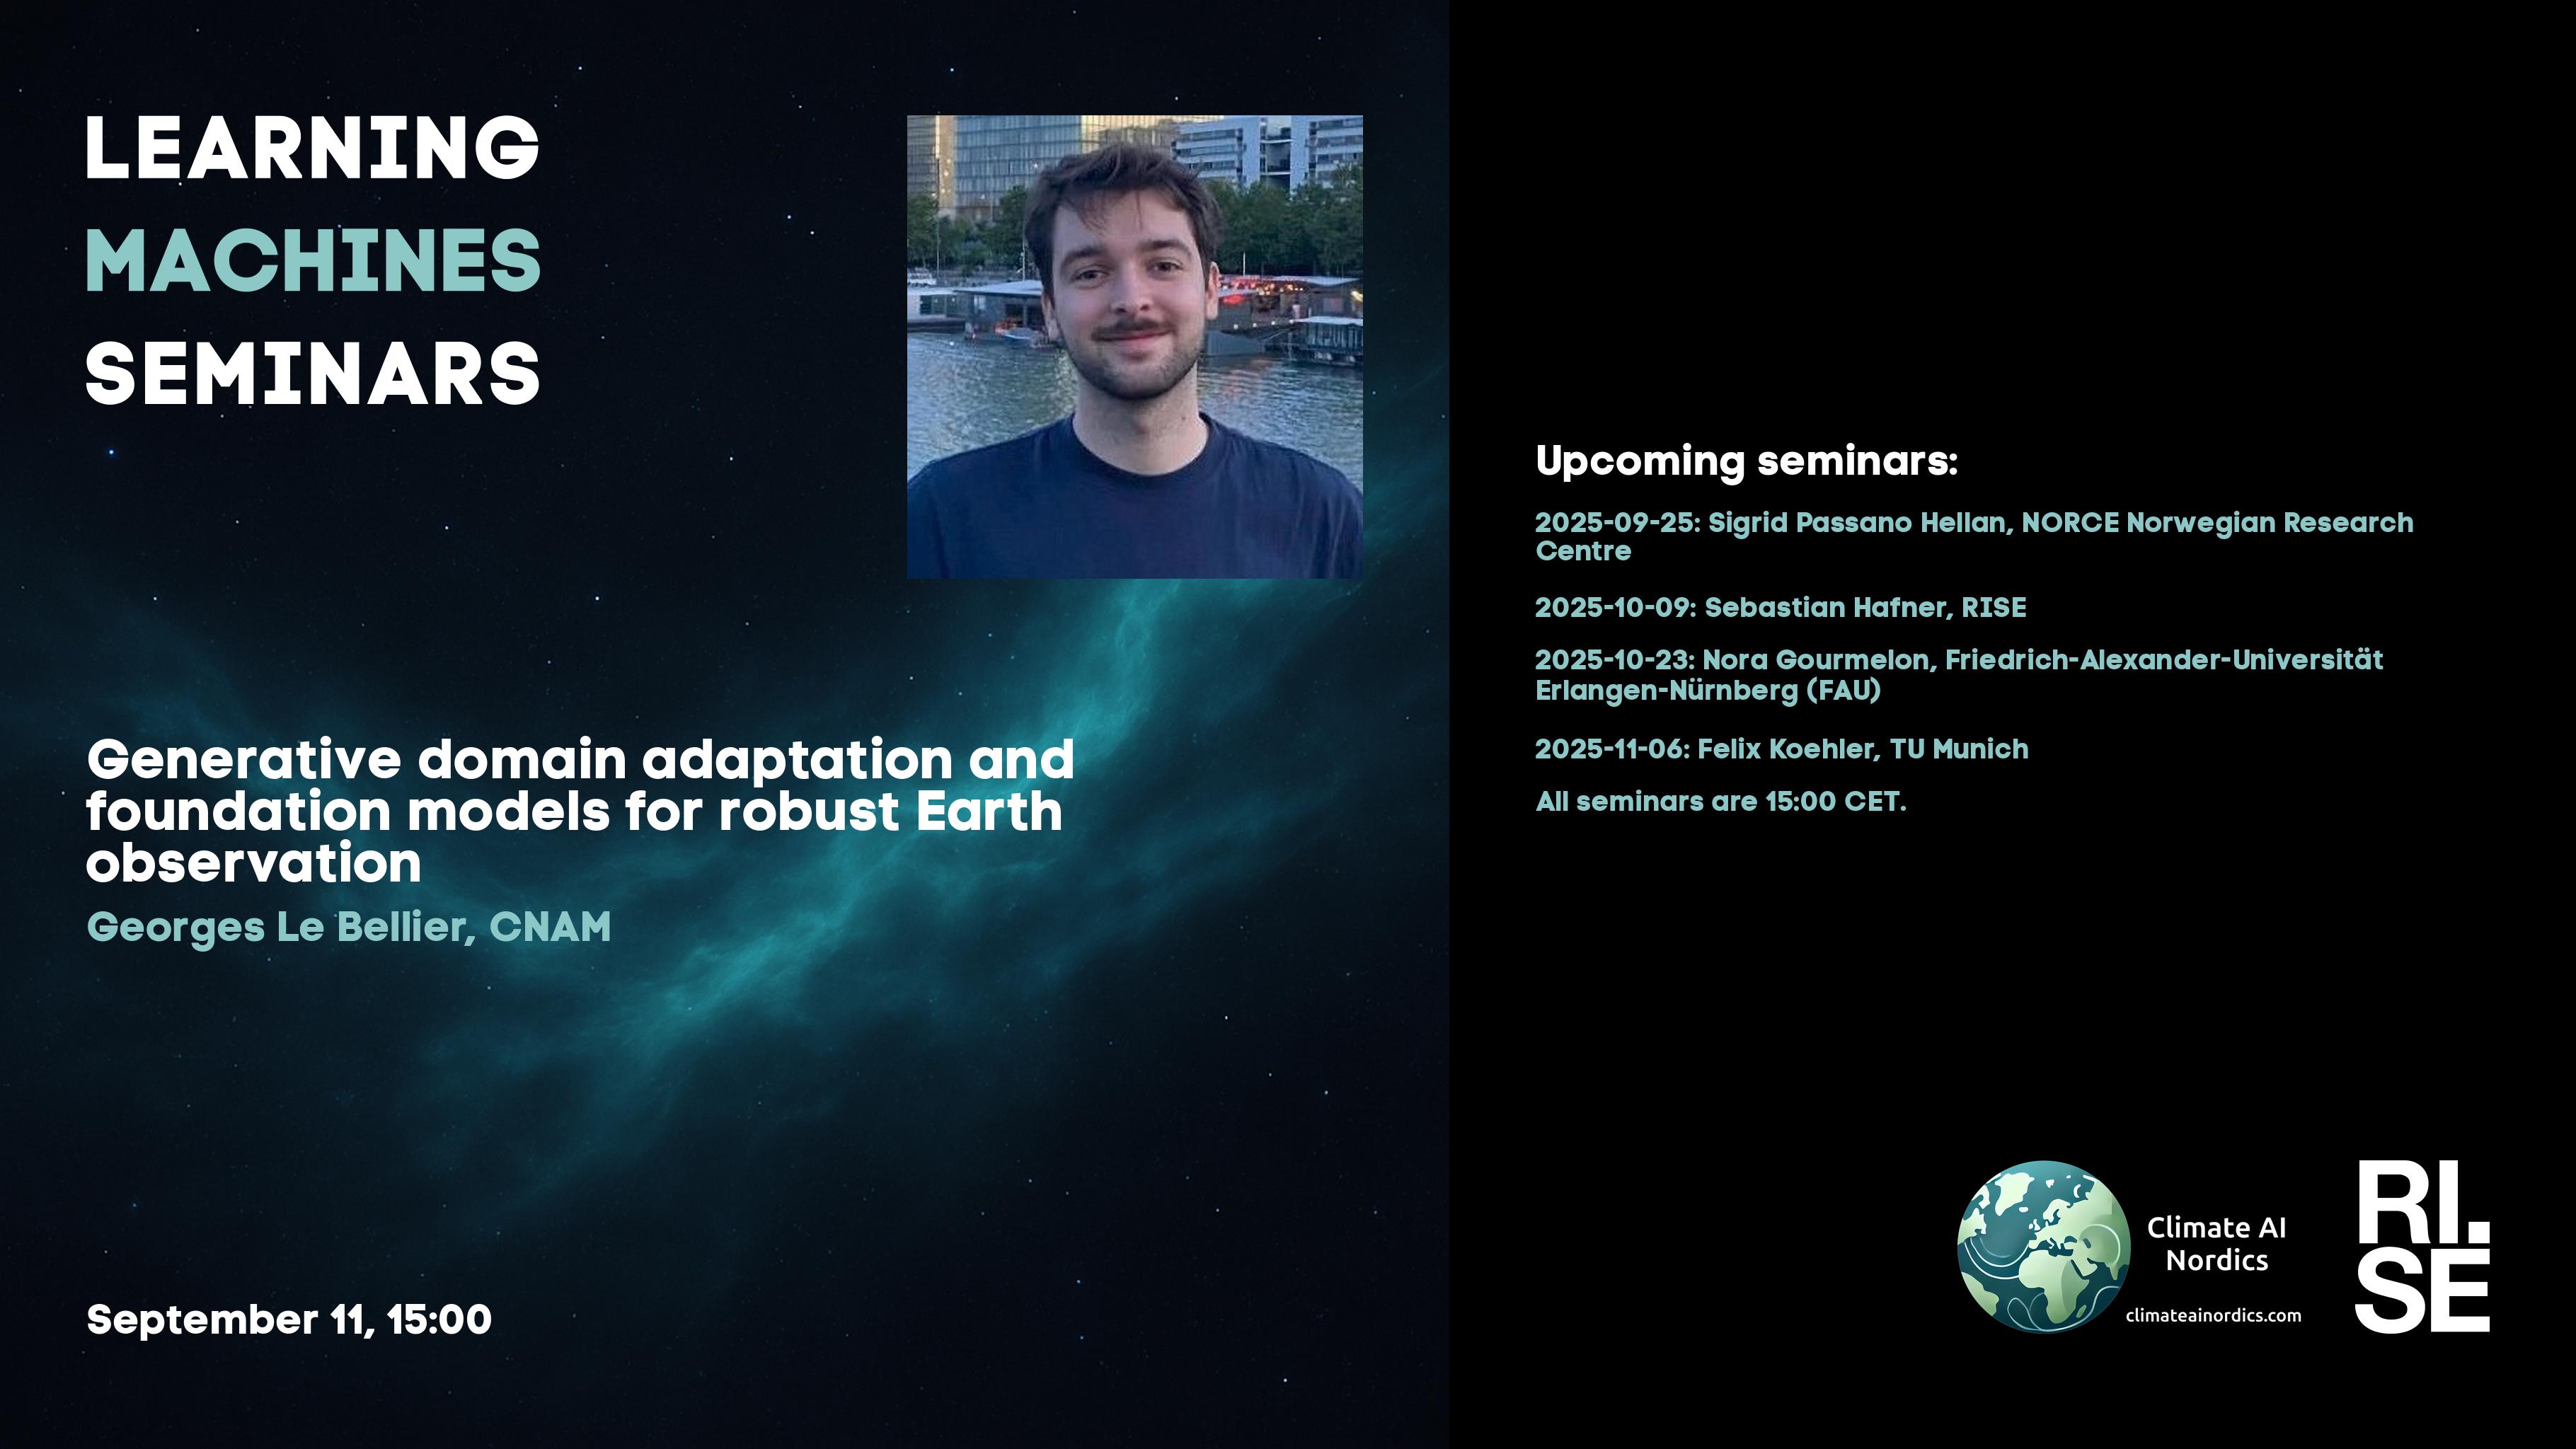 LEARNING
MACHINES
SEMINARS
Generative domain adaptation and
foundation models for robust Earth
observation
Georges Le Bellier, CNAM
September 11, 15:00
Upcoming seminars:
2025-09-25: Sigrid Passano Hellan, NORCE Norwegian Research
Centre
2025-10-09: Sebastian Hafner, RISE
2025-10-23: Nora Gourmelon, Friedrich-Alexander-Universität
Erlangen-Nürnberg (FAU)
2025-11-06: Felix Koehler, TU Munich
All seminars are 15:00 CET.
Climate AI
Nordics
climateainordics.com
RI.
SE